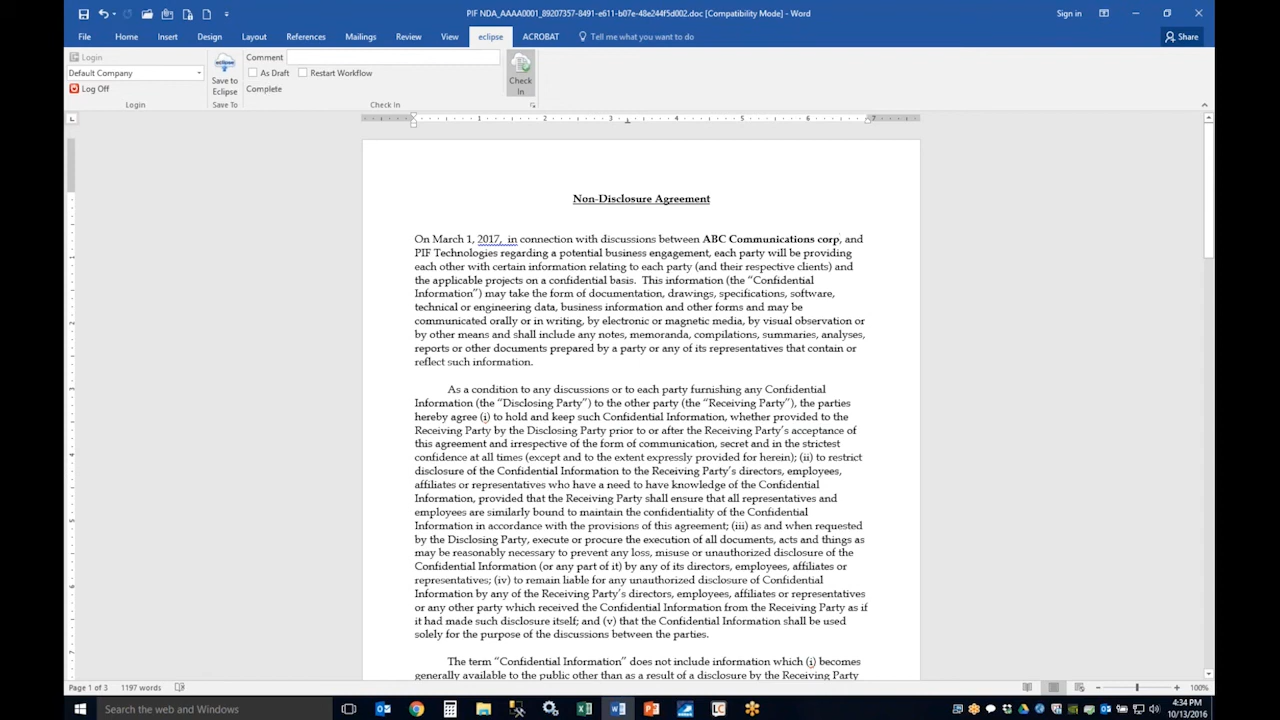 PIF NDA_AAAA0001_89207357-8491-e611-b07e-48e244f5d002.doc [Compatibility Mode] - Word
Sign in
File Home Insert Design Layout References Mailings Review View eclipse ACROBAT Tell me what you want to do Share
Login
Default Company
Log Off
Login
eclipse
Save to
Eclipse
Save To
Comment
As Draft Restart Workflow
Complete
Check In
Check
In
1 2 3 4 5 6 7
Non-Disclosure Agreement
On March 1, 2017,  in connection with discussions between ABC Communications corp, and
PIF Technologies regarding a potential business engagement, each party will be providing
each other with certain information relating to each party (and their respective clients) and
the applicable projects on a confidential basis.  This information (the “Confidential
Information”) may take the form of documentation, drawings, specifications, software,
technical or engineering data, business information and other forms and may be
communicated orally or in writing, by electronic or magnetic media, by visual observation or
by other means and shall include any notes, memoranda, compilations, summaries, analyses,
reports or other documents prepared by a party or any of its representatives that contain or
reflect such information.
As a condition to any discussions or to each party furnishing any Confidential
Information (the “Disclosing Party”) to the other party (the “Receiving Party”), the parties
hereby agree (i) to hold and keep such Confidential Information, whether provided to the
Receiving Party by the Disclosing Party prior to or after the Receiving Party’s acceptance of
this agreement and irrespective of the form of communication, secret and in the strictest
confidence at all times (except and to the extent expressly provided for herein); (ii) to restrict
disclosure of the Confidential Information to the Receiving Party’s directors, employees,
affiliates or representatives who have a need to have knowledge of the Confidential
Information, provided that the Receiving Party shall ensure that all representatives and
employees are similarly bound to maintain the confidentiality of the Confidential
Information in accordance with the provisions of this agreement; (iii) as and when requested
by the Disclosing Party, execute or procure the execution of all documents, acts and things as
may be reasonably necessary to prevent any loss, misuse or unauthorized disclosure of the
Confidential Information (or any part of it) by any of its directors, employees, affiliates or
representatives; (iv) to remain liable for any unauthorized disclosure of Confidential
Information by any of the Receiving Party’s directors, employees, affiliates or representatives
or any other party which received the Confidential Information from the Receiving Party as if
it had made such disclosure itself; and (v) that the Confidential Information shall be used
solely for the purpose of the discussions between the parties.
The term “Confidential Information” does not include information which (i) becomes
generally available to the public other than as a result of a disclosure by the Receiving Party
Page 1 of 3 1197 words 100%
Search the web and Windows
4:34 PM
10/13/2016